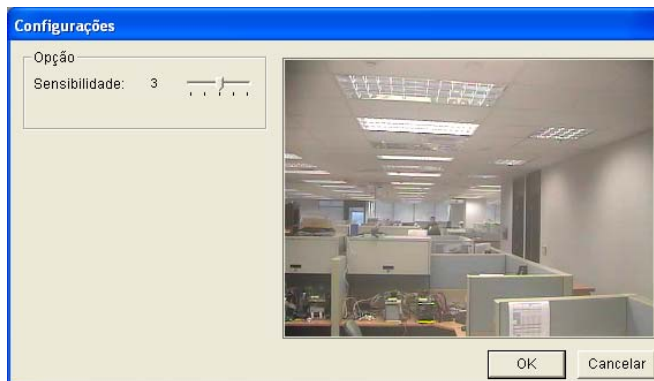 Configurações
Opção
Sensibilidade: 3
OK
Cancelar